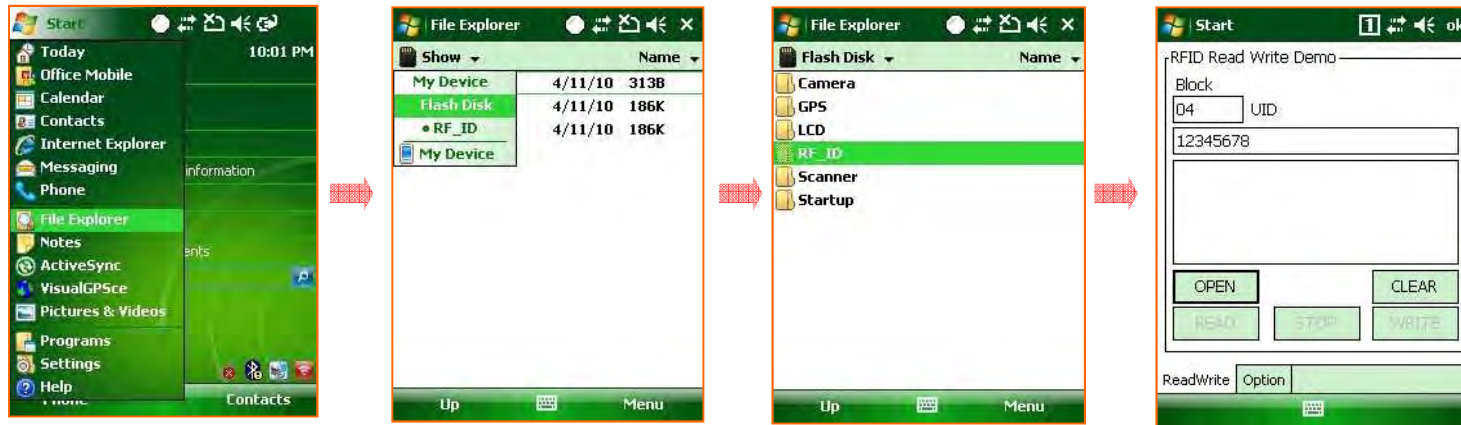 Start
Today 10:01 PM
Office Mobile
Calendar
Contacts
Internet Explorer
Messaging
information
Phone
File Explorer
Notes
ents
ActiveSync
VisualGPSce
Pictures & Videos
Programs
Settings
Help
Phone Contacts
File Explorer
Show Name
My Device 4/11/10 313B
Flash Disk 4/11/10 186K
RF_ID 4/11/10 186K
My Device
Up Menu
File Explorer
Flash Disk Name
Camera
GPS
LCD
RF_ID
Scanner
Startup
Up Menu
Start 1 ok
RFID Read Write Demo
Block
04 UID
12345678
OPEN CLEAR
READ STOP WRITE
ReadWrite Option